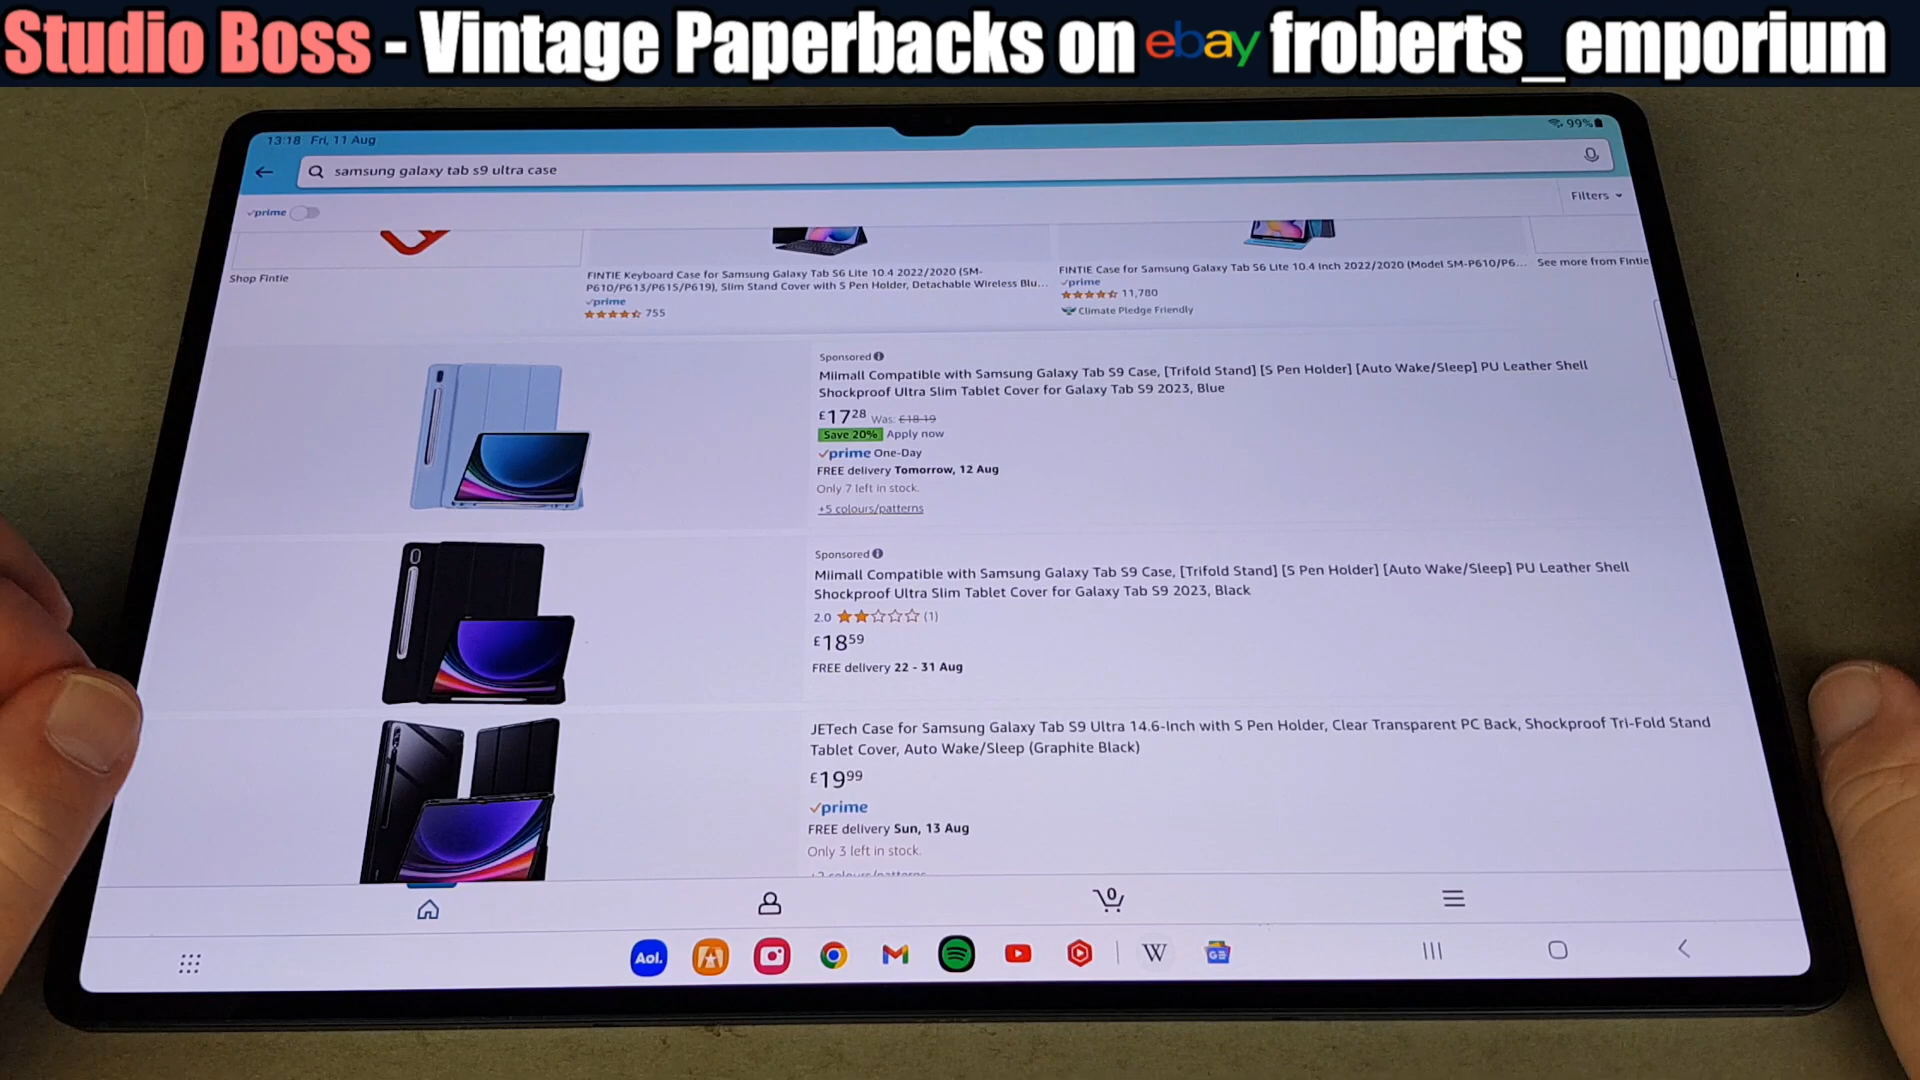 Studio Boss - Vintage Paperbacks on ebay froberts_emporium
13:18 Fri, 11 Aug
99%
samsung galaxy tab s9 ultra case
prime
Filters
Shop Fintie
FINTIE Keyboard Case for Samsung Galaxy Tab S6 Lite 10.4 2022/2020 (SM-
P610/P613/P615/P619), Slim Stand Cover with S Pen Holder, Detachable Wireless Blu...
prime
755
FINTIE Case for Samsung Galaxy Tab S6 Lite 10.4 Inch 2022/2020 (Model SM-P610/P6...
prime
11,780
Climate Pledge Friendly
See more from Fintie
Sponsored
Miimall Compatible with Samsung Galaxy Tab S9 Case, [Trifold Stand] [S Pen Holder] [Auto Wake/Sleep] PU Leather Shell
Shockproof Ultra Slim Tablet Cover for Galaxy Tab S9 2023, Blue
£17 28 Was: £18.19
Save 20% Apply now
prime One-Day
FREE delivery Tomorrow, 12 Aug
Only 7 left in stock.
+5 colours/patterns
Sponsored
Miimall Compatible with Samsung Galaxy Tab S9 Case, [Trifold Stand] [S Pen Holder] [Auto Wake/Sleep] PU Leather Shell
Shockproof Ultra Slim Tablet Cover for Galaxy Tab S9 2023, Black
2.0 (1)
£18 59
FREE delivery 22 - 31 Aug
JETech Case for Samsung Galaxy Tab S9 Ultra 14.6-Inch with S Pen Holder, Clear Transparent PC Back, Shockproof Tri-Fold Stand
Tablet Cover, Auto Wake/Sleep (Graphite Black)
£19 99
prime
FREE delivery Sun, 13 Aug
Only 3 left in stock.
0
Aol.
W
GE